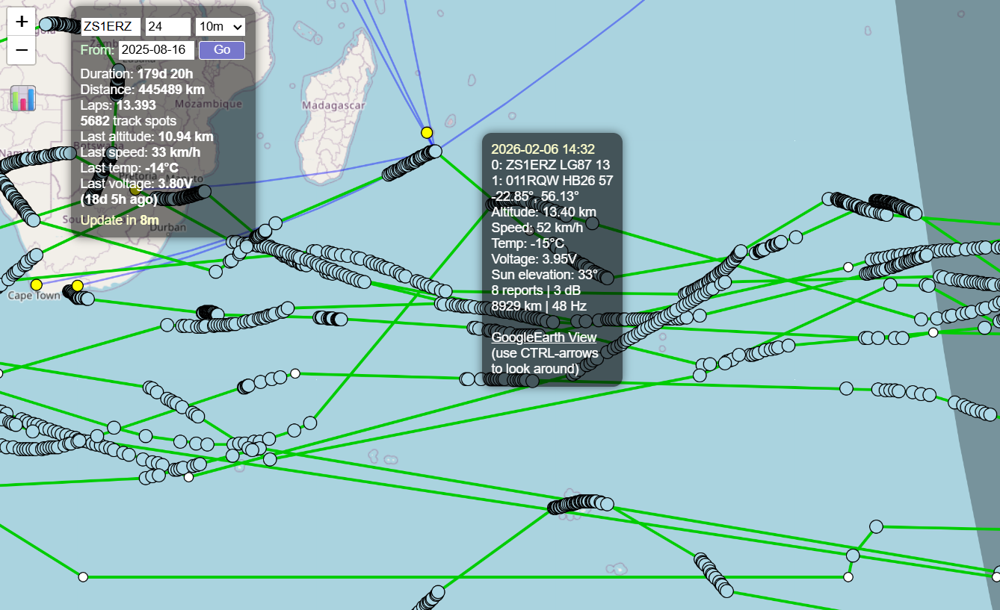 +
−
ZS1ERZ 24 10m
From: 2025-08-16 Go
Duration: 179d 20h
Distance: 445489 km
Laps: 13.393
5682 track spots
Last altitude: 10.94 km
Last speed: 33 km/h
Last temp: -14°C
Last voltage: 3.80V
(18d 5h ago)
Update in 8m
Lusaka
Mozambique
Botswana
Pretoria
Maputo
Durban
Cape Town
Madagascar
2026-02-06 14:32
0: ZS1ERZ LG87 13
1: 011RQW HB26 57
-22.85°, 56.13°
Altitude: 13.40 km
Speed: 52 km/h
Temp: -15°C
Voltage: 3.95V
Sun elevation: 33°
8 reports | 3 dB
8929 km | 48 Hz
GoogleEarth View
(use CTRL-arrows
to look around)